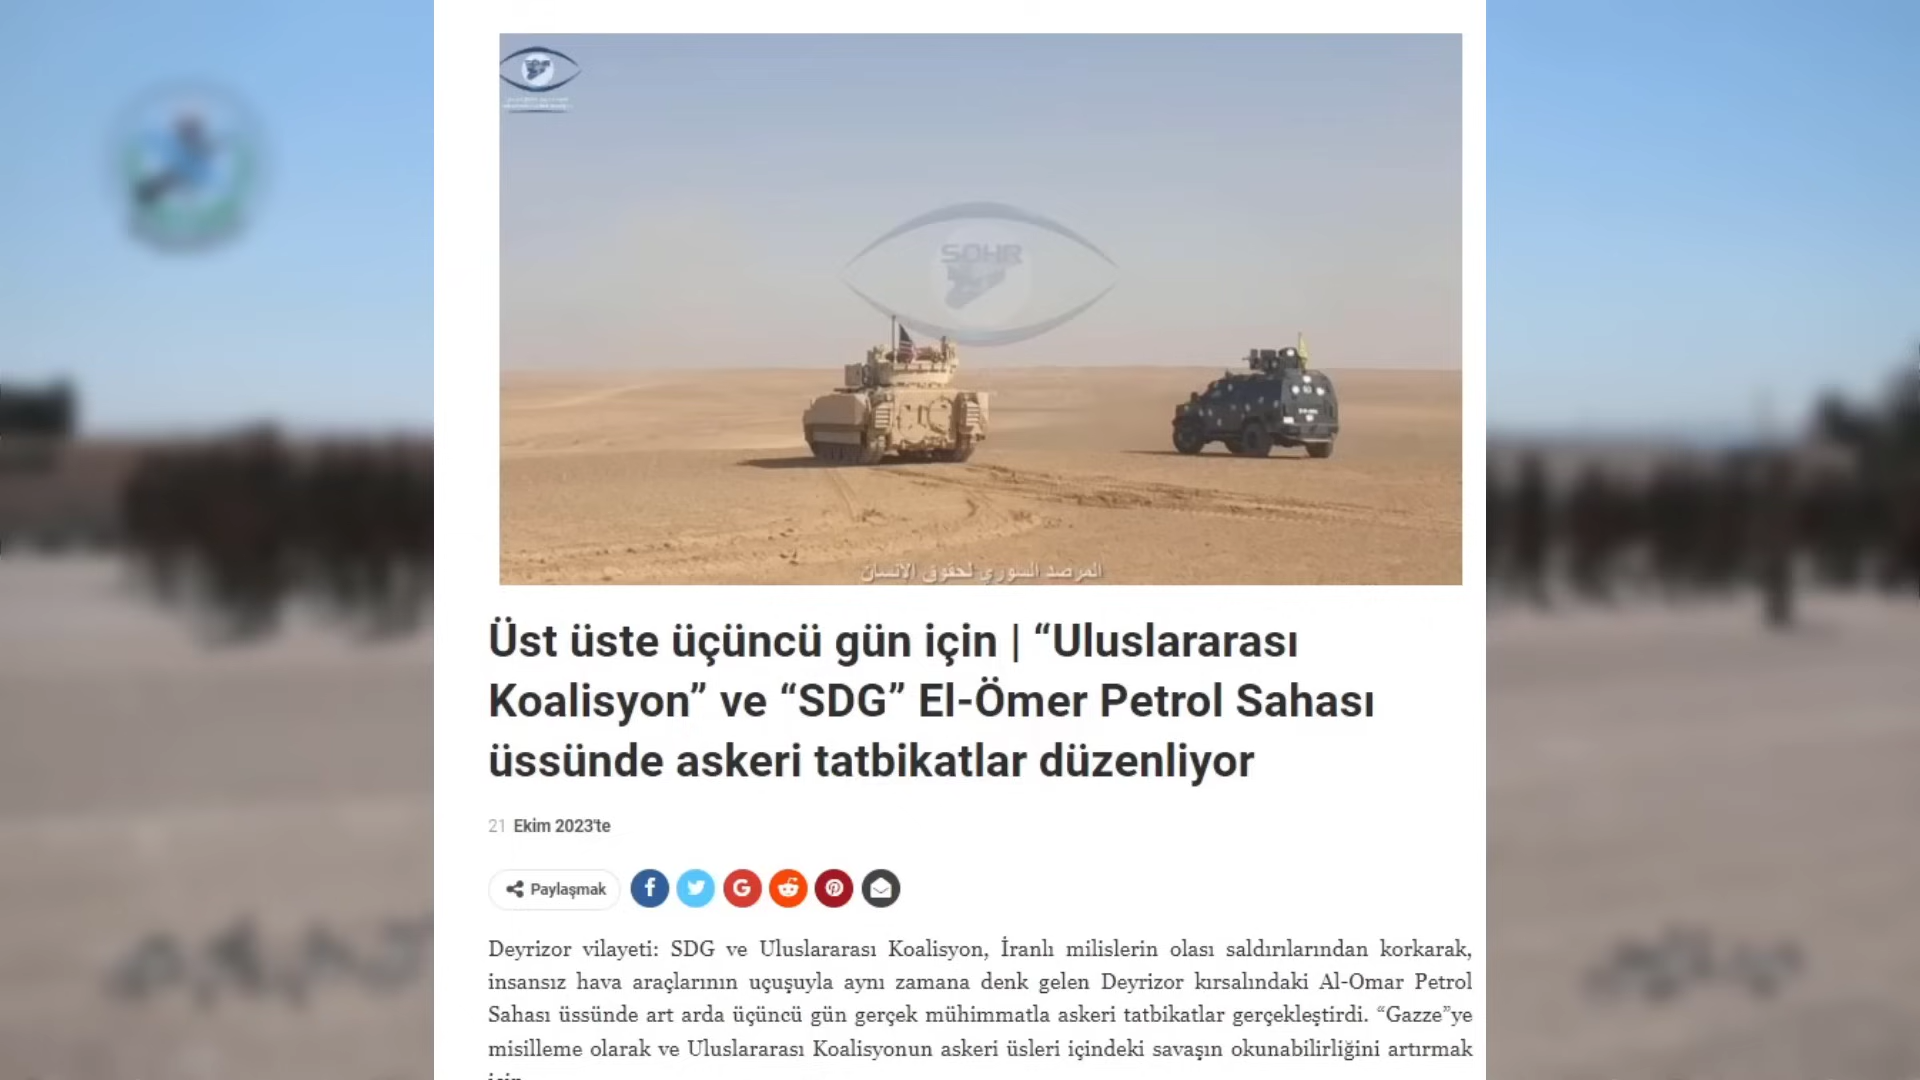 SOHR
المرصد السوري لحقوق الانسان
Üst üste üçüncü gün için | “Uluslararası
Koalisyon” ve “SDG” El-Ömer Petrol Sahası
üssünde askeri tatbikatlar düzenliyor
21 Ekim 2023'te
Paylaşmak
Deyrizor vilayeti: SDG ve Uluslararası Koalisyon, İranlı milislerin olası saldırılarından korkarak,
insansız hava araçlarının uçuşuyla aynı zamana denk gelen Deyrizor kırsalındaki Al-Omar Petrol
Sahası üssünde art arda üçüncü gün gerçek mühimmatla askeri tatbikatlar gerçekleştirdi. “Gazze”ye
misilleme olarak ve Uluslararası Koalisyonun askeri üsleri içindeki savaşın okunabilirliğini artırmak